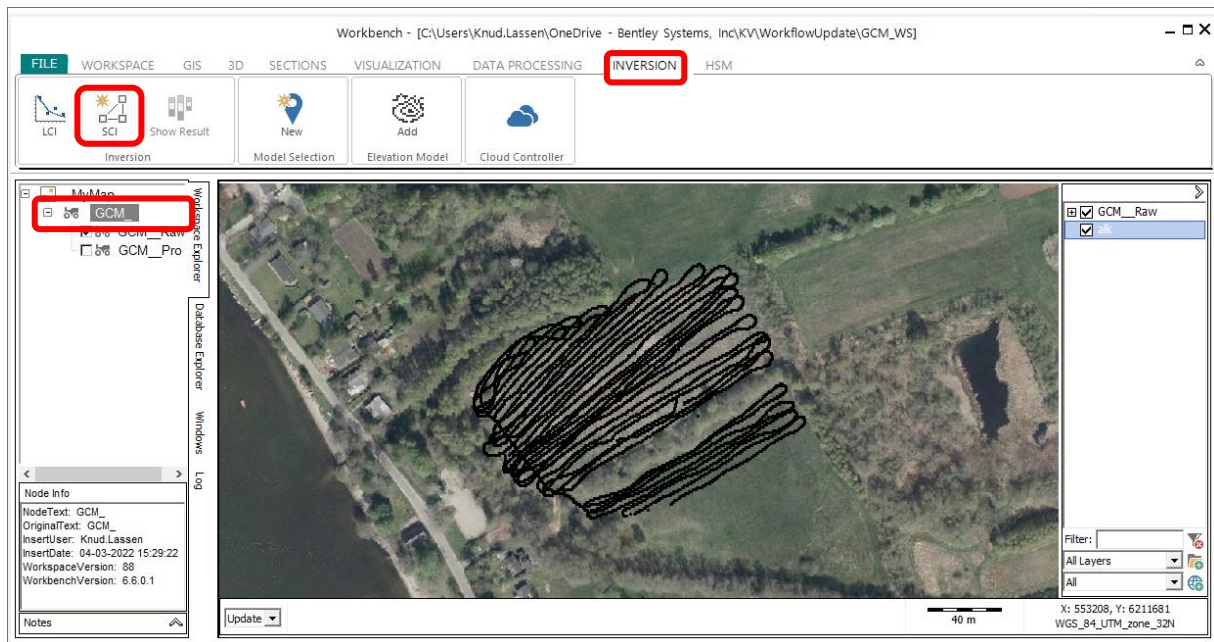 Workbench - [C:\Users\Knud.Lassen\OneDrive - Bentley Systems, Inc\KV\WorkflowUpdate\GCM_WS]
FILE WORKSPACE GIS 3D SECTIONS VISUALIZATION DATA PROCESSING INVERSION HSM
LCI SCI Show Result New Add
Inversion Model Selection Elevation Model Cloud Controller
MyMap
GCM_
GCM__Raw
GCM__Pro
Workspace Explorer
Database Explorer
Windows
Log
GCM__Raw
alk
Node Info
NodeText: GCM_
OriginalText: GCM_
InsertUser: Knud.Lassen
InsertDate: 04-03-2022 15:29:22
WorkspaceVersion: 88
WorkbenchVersion: 6.6.0.1
Notes
Filter:
All Layers
All
Update
40 m
X: 553208, Y: 6211681
WGS_84_UTM_zone_32N